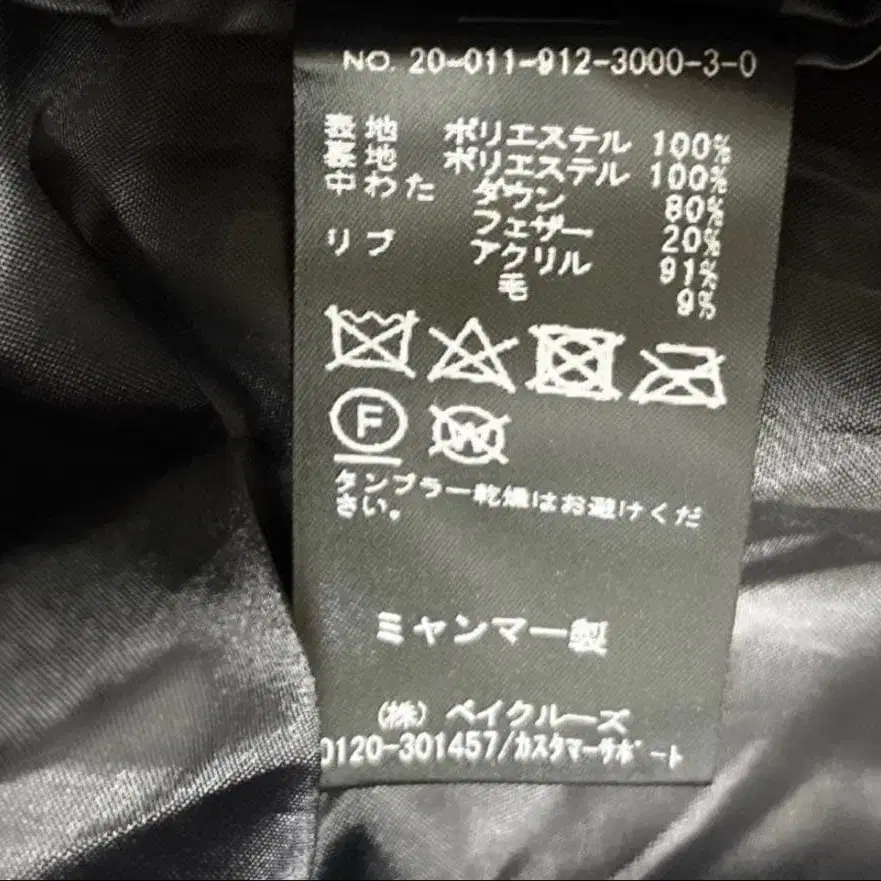 NO. 20-011-912-3000-3-0
表地 ポリエステル 100%
裏地 ポリエステル 100%
中わた ダウン 80%
フェザー 20%
リブ アクリル 91%
毛 9%
F W
タンブラー乾燥はお避けくだ
さい。
ミヤンマー製
(株) ベイクルーズ
0120-301457/カスタマーサポート